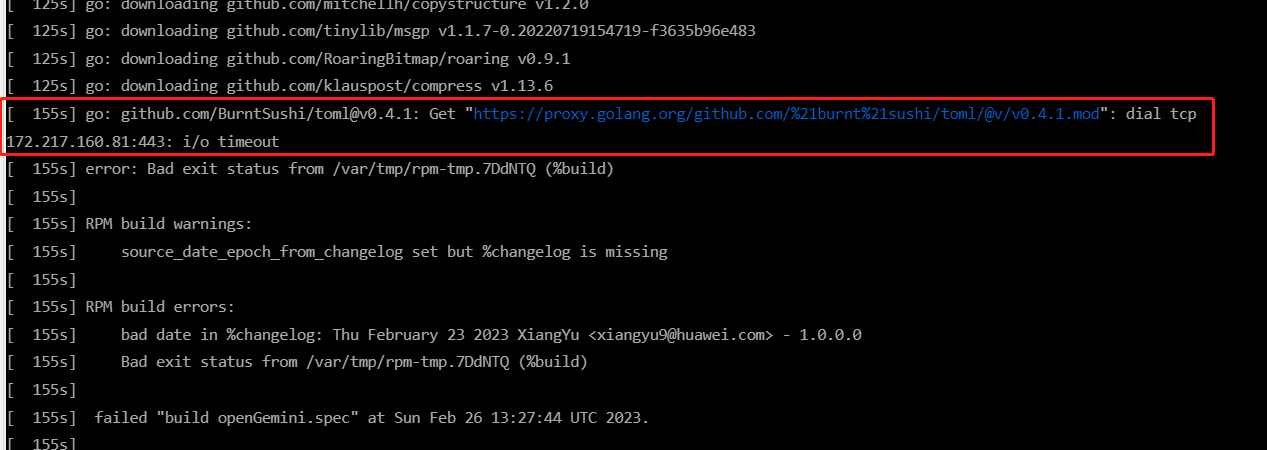 [  125s] go: downloading github.com/mitchellh/copystructure v1.2.0
[  125s] go: downloading github.com/tinylib/msgp v1.1.7-0.20220719154719-f3635b96e483
[  125s] go: downloading github.com/RoaringBitmap/roaring v0.9.1
[  125s] go: downloading github.com/klauspost/compress v1.13.6
[  155s] go: github.com/BurntSushi/toml@v0.4.1: Get "https://proxy.golang.org/github.com/%21burnt%21sushi/toml/@v/v0.4.1.mod": dial tcp
172.217.160.81:443: i/o timeout
[  155s] error: Bad exit status from /var/tmp/rpm-tmp.7DdNTQ (%build)
[  155s]
[  155s] RPM build warnings:
[  155s]     source_date_epoch_from_changelog set but %changelog is missing
[  155s]
[  155s] RPM build errors:
[  155s]     bad date in %changelog: Thu February 23 2023 XiangYu <xiangyu9@huawei.com> - 1.0.0.0
[  155s]     Bad exit status from /var/tmp/rpm-tmp.7DdNTQ (%build)
[  155s]
[  155s]  failed "build openGemini.spec" at Sun Feb 26 13:27:44 UTC 2023.
[  155s]